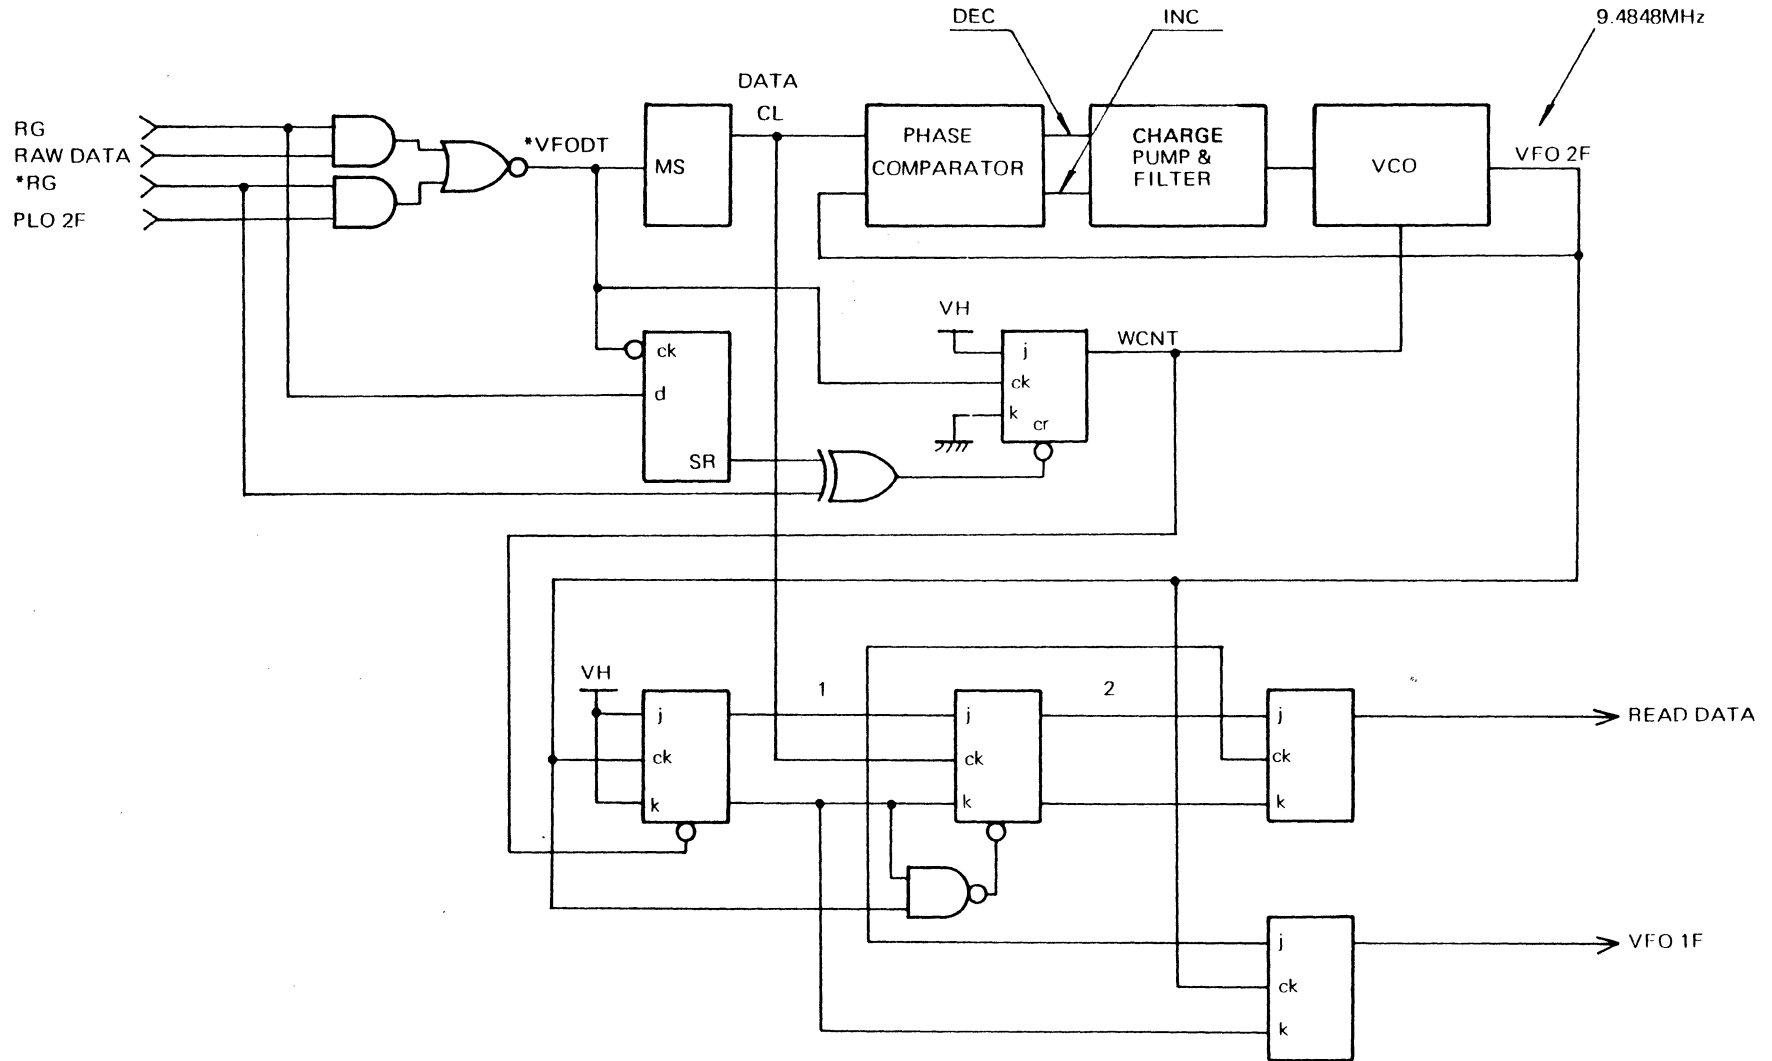 DEC
INC
9.4848MHz
DATA
CL
RG
RAW DATA
*RG
PLO 2F
*VFODT
MS
PHASE
COMPARATOR
CHARGE
PUMP &
FILTER
VCO
VFO 2F
ck
d
SR
VH
j
ck
k
cr
WCNT
VH
j
ck
k
1
j
ck
k
2
j
ck
k
READ DATA
j
ck
k
VFO 1F